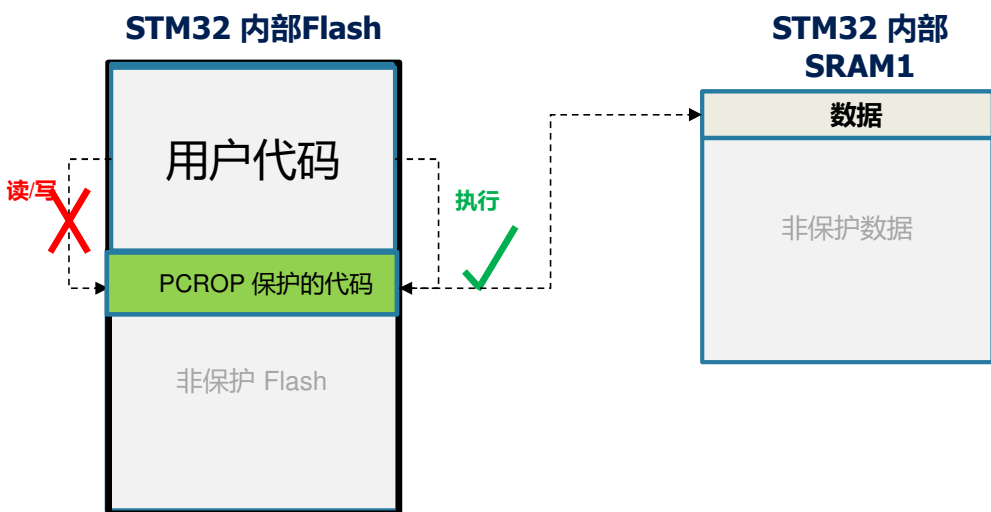 STM32 内部Flash
用户代码
读/写
执行
PCROP 保护的代码
非保护 Flash
STM32 内部
SRAM1
数据
非保护数据